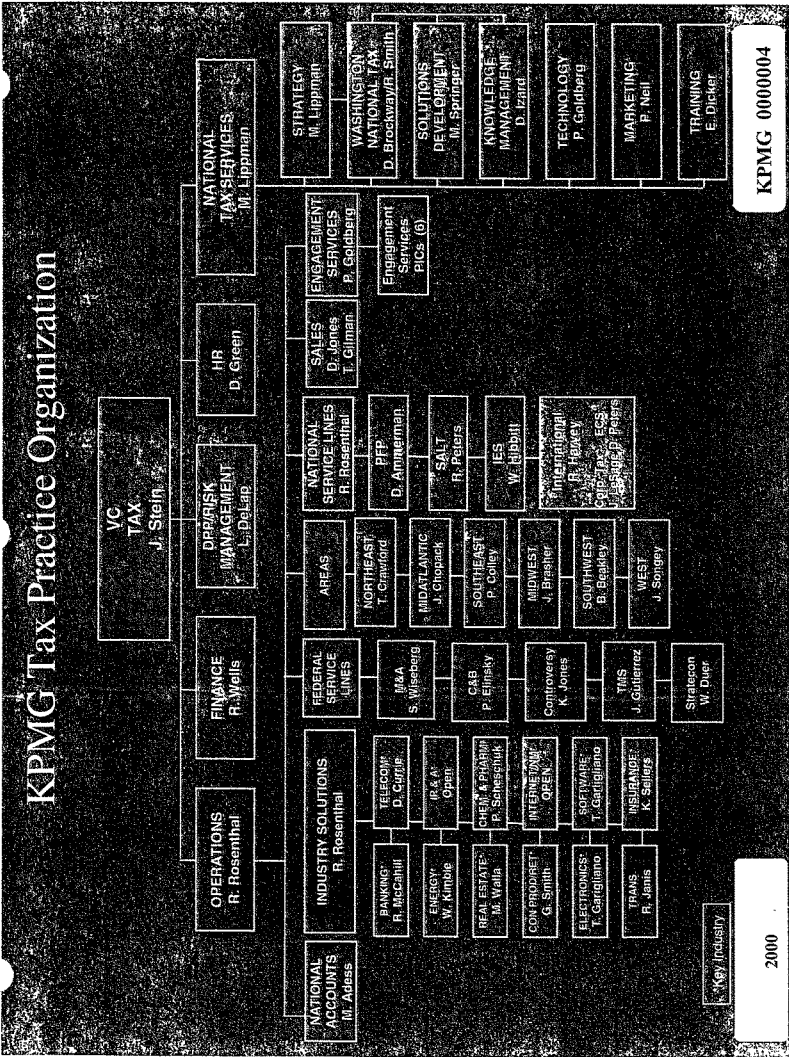 KPMG Tax Practice Organization
VC
TAX
J. Stein
OPERATIONS
R. Rosenthal
FINANCE
R. Wells
DPP/RISK
MANAGEMENT
L. DeLap
HR
D. Green
NATIONAL
TAX SERVICES
M. Lippman
NATIONAL
ACCOUNTS
M. Adess
INDUSTRY SOLUTIONS
R. Rosenthal
BANKING*
R. McCahill
TELECOM*
D. Currie
ENERGY*
W. Kimble
Open
REAL ESTATE*
M. Walla
CHEM. & PHARM*
P. Scheschuk
CON PROD/RET*
G. Smith
OPEN
ELECTRONICS*
T. Garigliano
SOFTWARE*
T. Garigliano
TRANS
R. Janis
INSURANCE*
K. Sellers
FEDERAL
SERVICE
LINES
M&A
S. Wiseberg
C&B
P. Elinsky
Controversy
K. Jones
TMS
J. Gutierrez
Stratecon
W. Duer
AREAS
NORTHEAST
T. Crawford
MIDATLANTIC
J. Chopack
SOUTHEAST
P. Colley
MIDWEST
J. Brasher
SOUTHWEST
B. Beakley
WEST
J. Songey
NATIONAL
SERVICE LINES
R. Rosenthal
PFP
D. Ammerman
SALT
R. Peters
IES
W. Hibbitt
International
R.
Corp Tax
D. Peters
SALES
D. Jones
T. Gilman
ENGAGEMENT
SERVICES
P. Goldberg
Engagement
Services
PICs (6)
STRATEGY
M. Lippman
WASHINGTON
NATIONAL TAX
D. Brockway/R. Smith
SOLUTIONS
DEVELOPMENT
M. Springer
KNOWLEDGE
MANAGEMENT
D. Izard
TECHNOLOGY
P. Goldberg
MARKETING
P. Neil
TRAINING
E. Dicker
*Key Industry
2000
KPMG 0000004